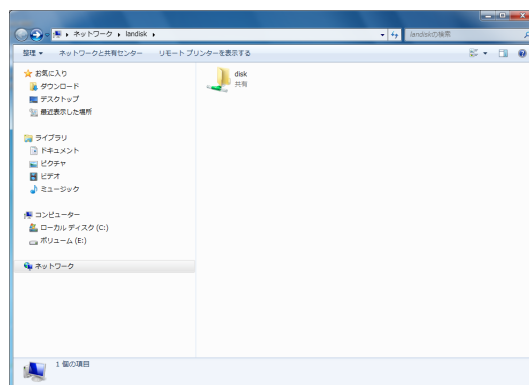 ネットワーク ▸ landisk ▸
landiskの検索
整理 ▾ ネットワークと共有センター リモート プリンターを表示する
お気に入り
ダウンロード
デスクトップ
最近表示した場所
ライブラリ
ドキュメント
ピクチャ
ビデオ
ミュージック
コンピューター
ローカル ディスク (C:)
ボリューム (E:)
ネットワーク
disk
共有
1 個の項目